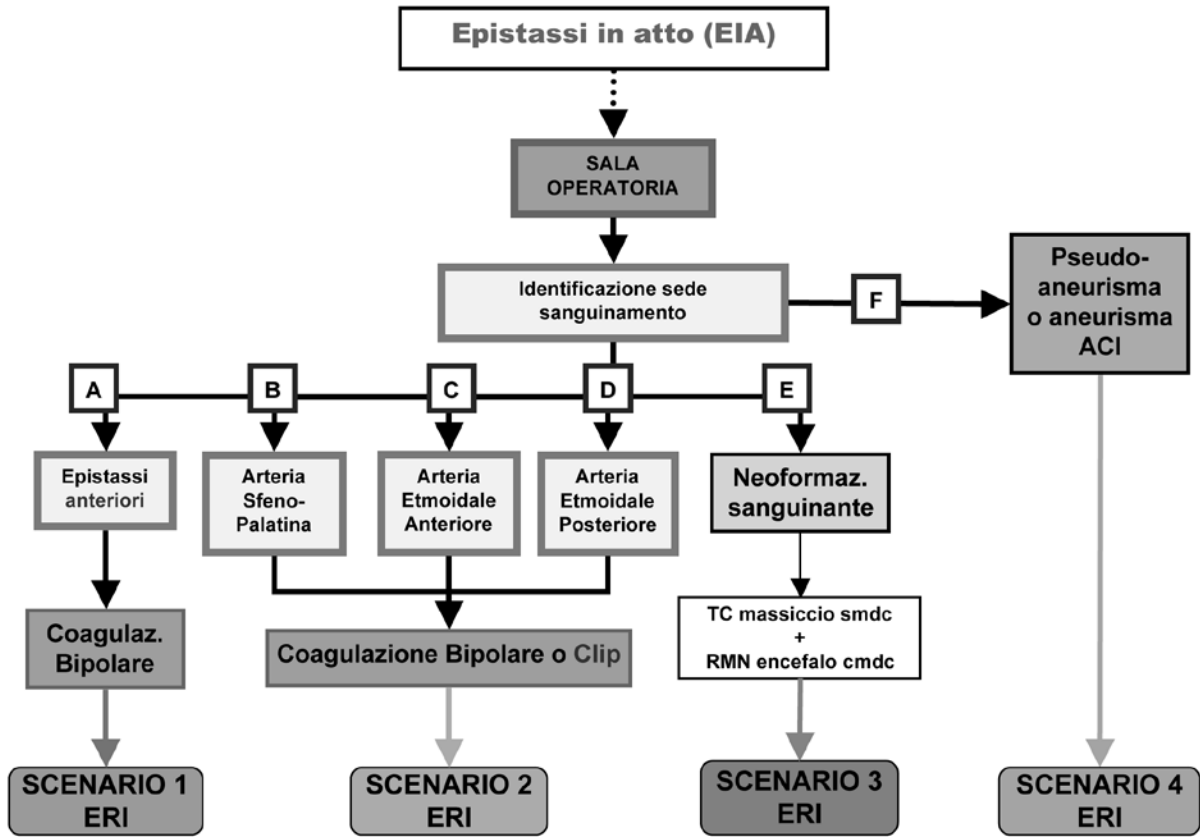 Epistassi in atto (EIA)
SALA
OPERATORIA
Identificazione sede
sanguinamento
F
Pseudo-
aneurisma
o aneurisma
ACI
A
B
C
D
E
Epistassi
anteriori
Arteria
Sfeno-
Palatina
Arteria
Etmoidale
Anteriore
Arteria
Etmoidale
Posteriore
Neoformaz.
sanguinante
Coagulaz.
Bipolare
Coagulazione Bipolare o Clip
TC massiccio smdc
+
RMN encefalo cmdc
SCENARIO 1
ERI
SCENARIO 2
ERI
SCENARIO 3
ERI
SCENARIO 4
ERI